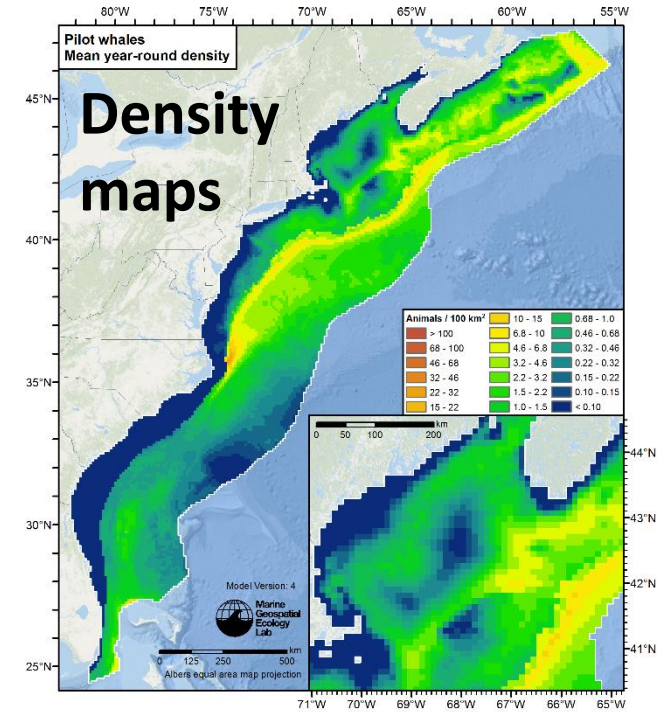 80°W 75°W 70°W 65°W 60°W 55°W
Pilot whales
Mean year-round density
Density
maps
45°N
40°N
35°N
30°N
25°N
Animals / 100 km²
> 100
68 - 100
46 - 68
32 - 46
22 - 32
15 - 22
10 - 15
6.8 - 10
4.6 - 6.8
3.2 - 4.6
2.2 - 3.2
1.5 - 2.2
1.0 - 1.5
0.68 - 1.0
0.46 - 0.68
0.32 - 0.46
0.22 - 0.32
0.15 - 0.22
0.10 - 0.15
< 0.10
km
0 50 100 200
44°N
43°N
42°N
41°N
Model Version: 4
Marine
Geospatial
Ecology
Lab
km
0 125 250 500
Albers equal area map projection
71°W 70°W 69°W 68°W 67°W 66°W 65°W